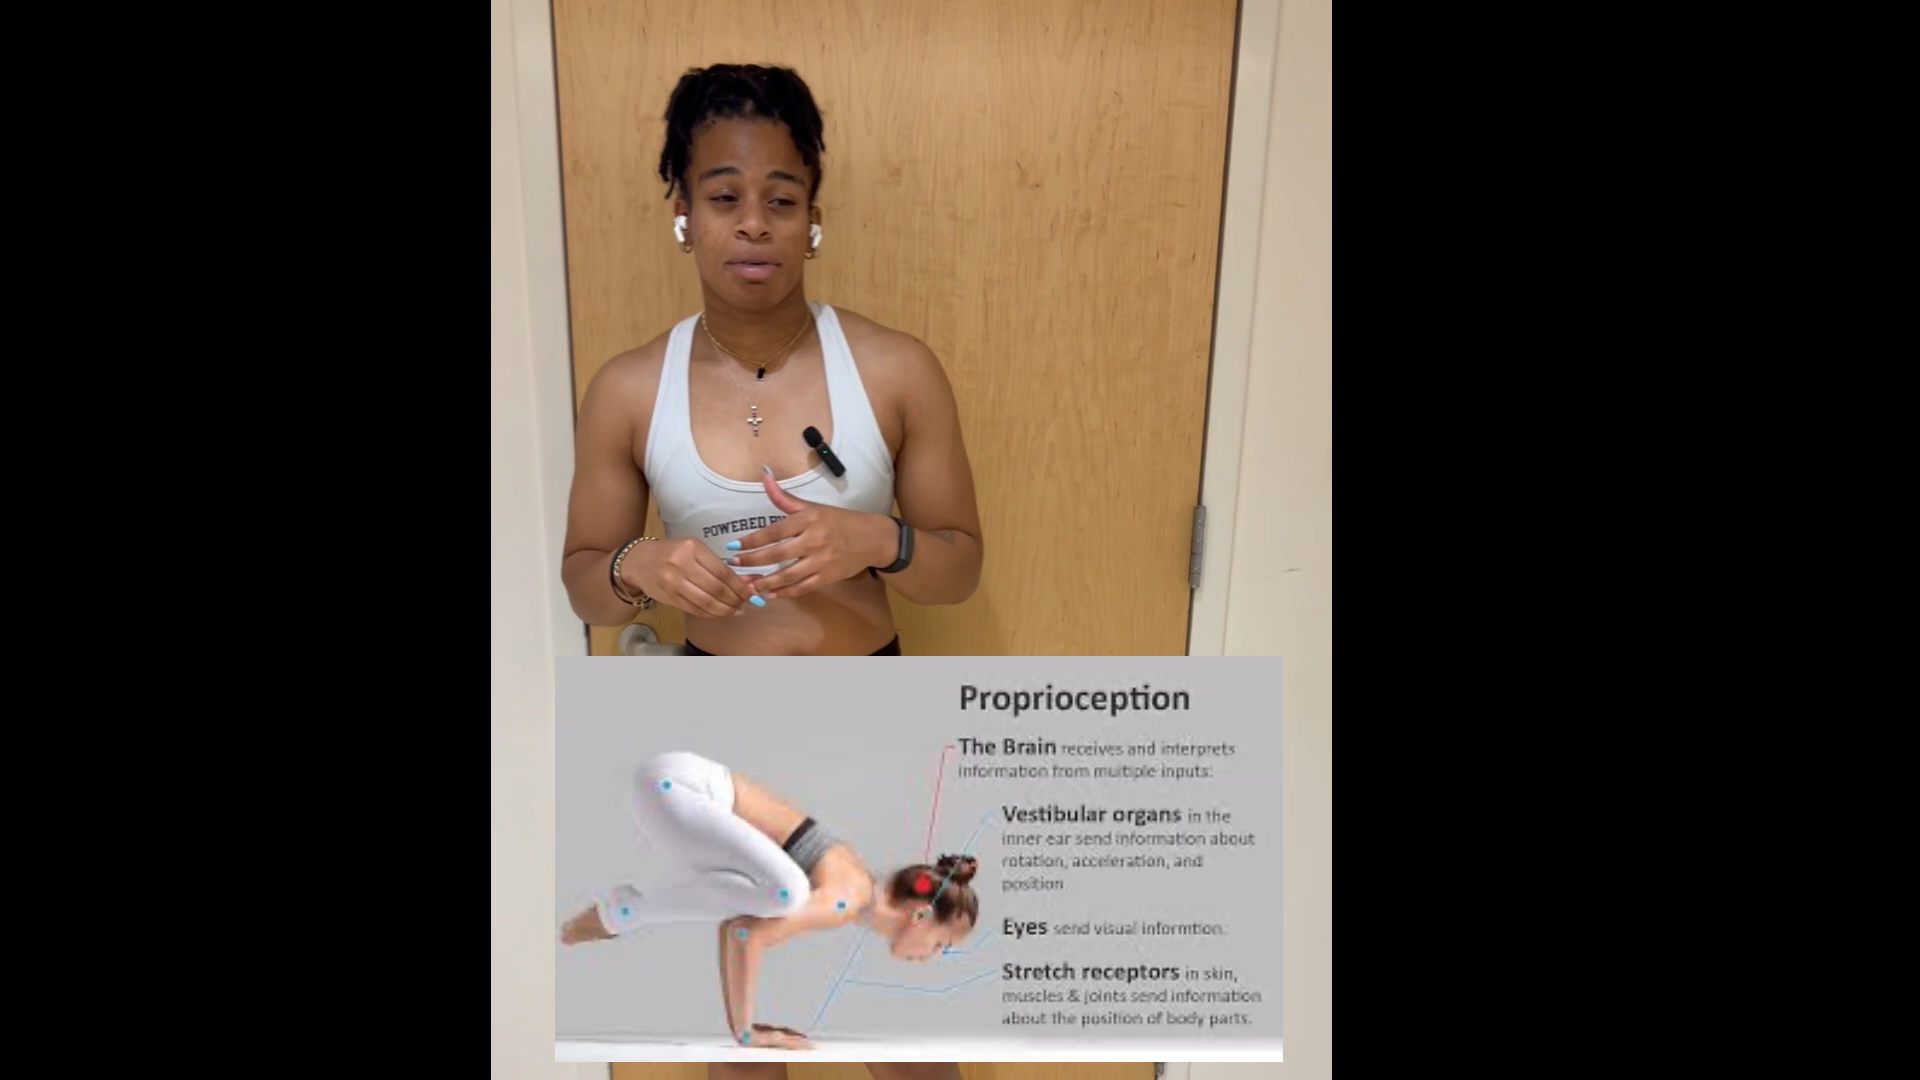 POWERED
Proprioception
The Brain receives and interprets
information from multiple inputs:
Vestibular organs in the
inner ear send information about
rotation, acceleration, and
position
Eyes send visual informtion.
Stretch receptors in skin,
muscles & joints send information
about the position of body parts.